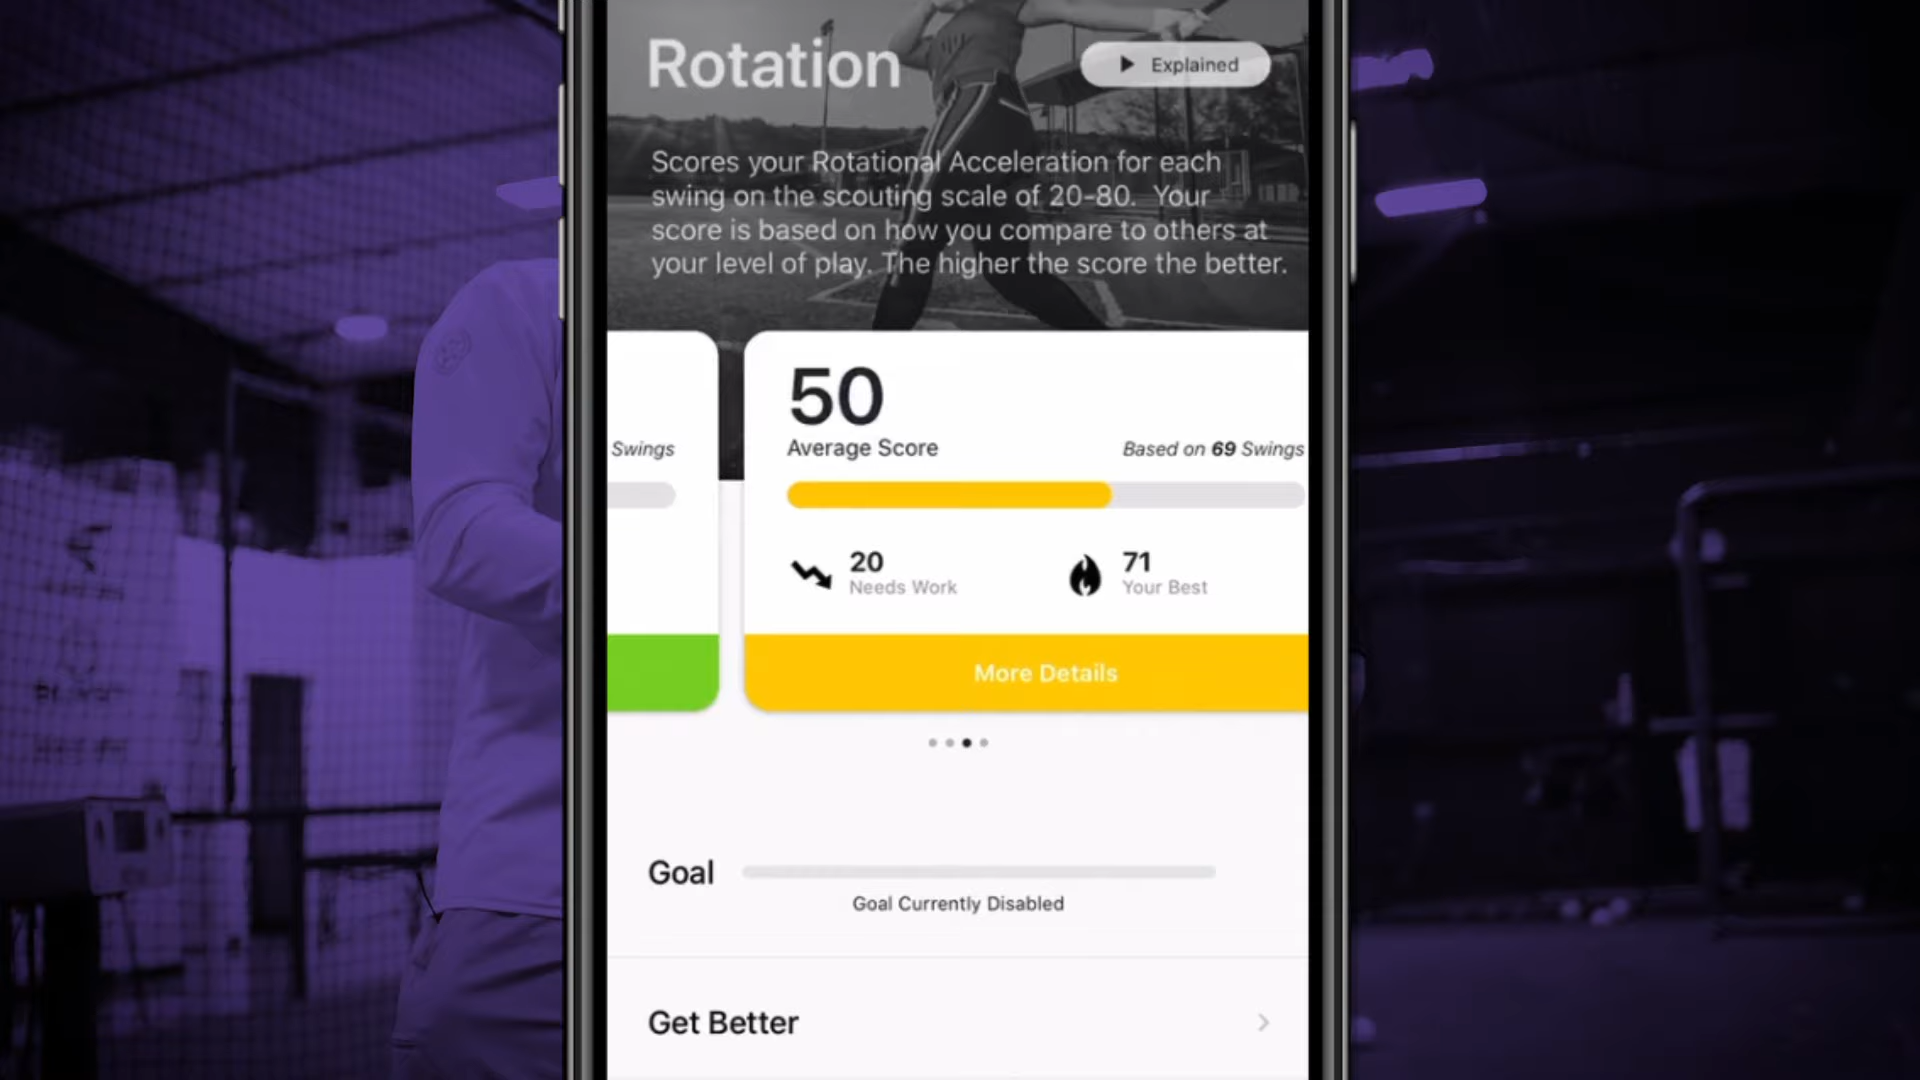 Rotation
Explained
Scores your Rotational Acceleration for each
swing on the scouting scale of 20-80. Your
score is based on how you compare to others at
your level of play. The higher the score the better.
Swings
50
Average Score
Based on 69 Swings
20
Needs Work
71
Your Best
More Details
Goal
Goal Currently Disabled
Get Better